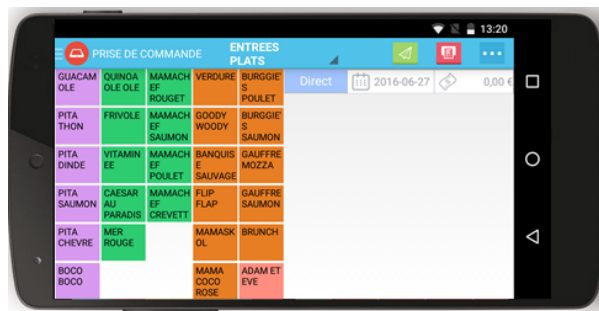 13:20
PRISE DE COMMANDE
ENTREES
PLATS
GUACAM
OLE
QUINOA
OLE OLE
MAMACH
EF
ROUGET
VERDURE
BURGGIE'
S
POULET
Direct
2016-06-27
0,00 €
PITA
THON
FRIVOLE
MAMACH
EF
SAUMON
GOODY
WOODY
BURGGIE'
S
SAUMON
PITA
DINDE
VITAMIN
EE
MAMACH
EF
POULET
BANQUIS
E
SAUVAGE
GAUFFRE
MOZZA
PITA
SAUMON
CAESAR
AU
PARADIS
MAMACH
EF
CREVETT
FLIP
FLAP
GAUFFRE
SAUMON
PITA
CHEVRE
MER
ROUGE
MAMASK
OL
BRUNCH
BOCO
BOCO
MAMA
COCO
ROSE
ADAM ET
EVE